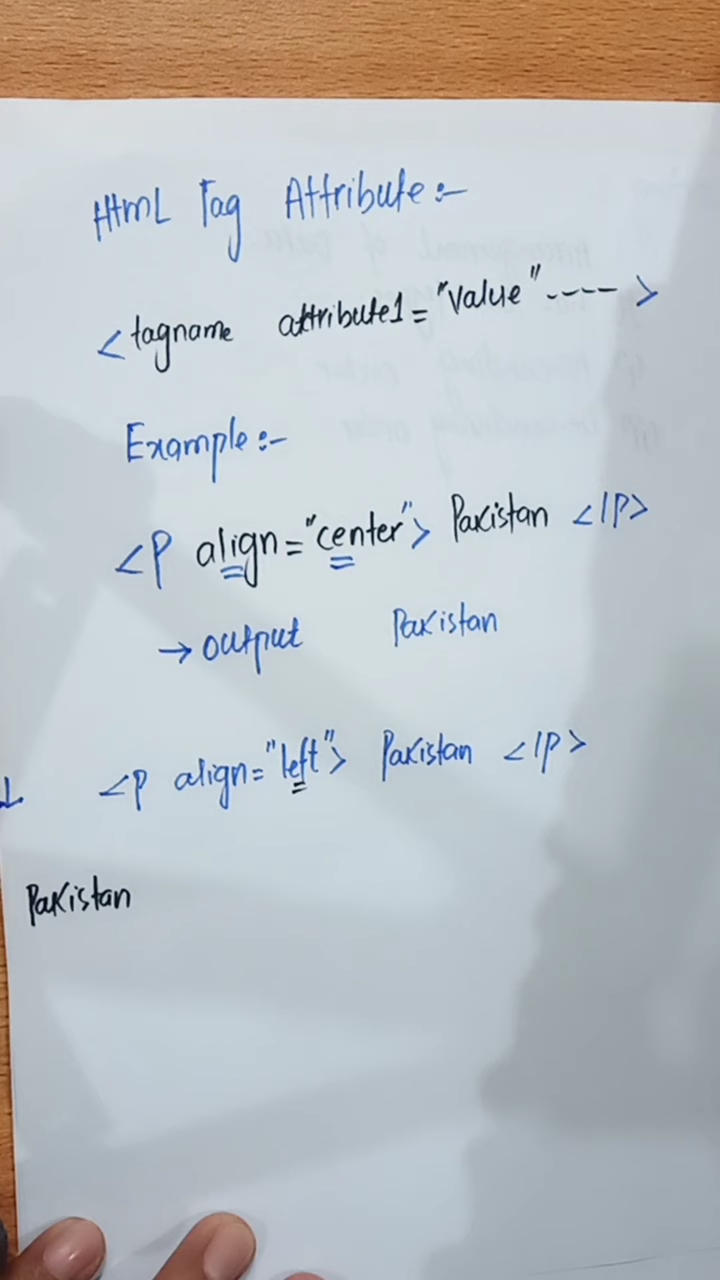 HtmL Tag Attribute:-
<tagname attribute1="value"---->
Example:-
<P align="center"> Pakistan </P>
→ output Pakistan
<P align="left"> Pakistan </P>
Pakistan